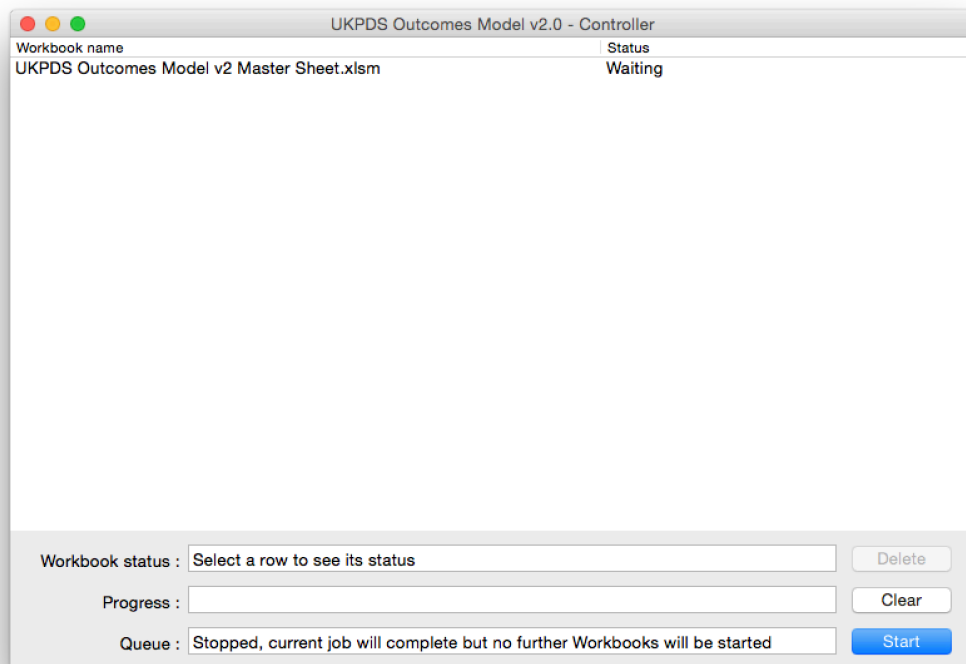 UKPDS Outcomes Model v2.0 - Controller
Workbook name Status
UKPDS Outcomes Model v2 Master Sheet.xlsm Waiting
Workbook status : Select a row to see its status Delete
Progress : Clear
Queue : Stopped, current job will complete but no further Workbooks will be started Start